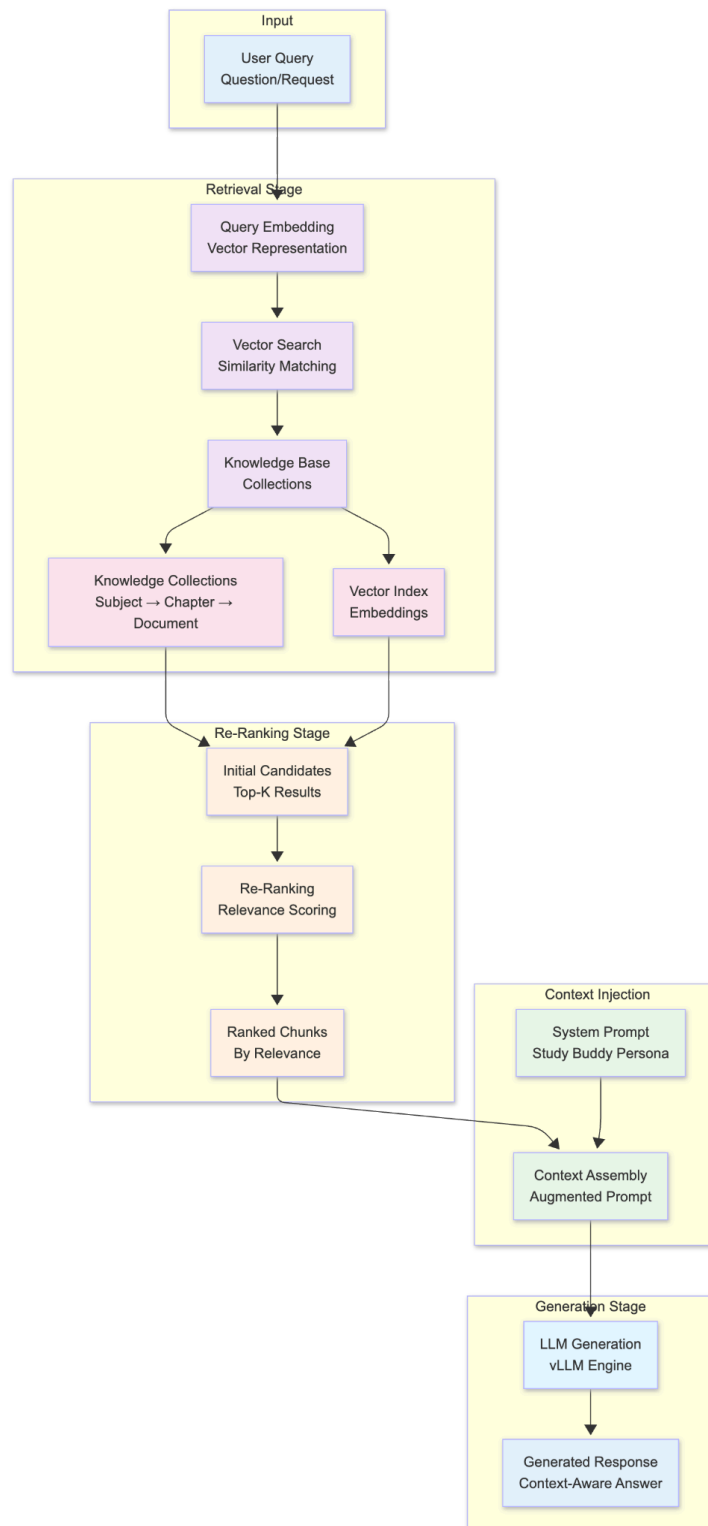 Input
User Query
Question/Request
Retrieval Stage
Query Embedding
Vector Representation
Vector Search
Similarity Matching
Knowledge Base
Collections
Knowledge Collections
Subject → Chapter →
Document
Vector Index
Embeddings
Re-Ranking Stage
Initial Candidates
Top-K Results
Re-Ranking
Relevance Scoring
Ranked Chunks
By Relevance
Context Injection
System Prompt
Study Buddy Persona
Context Assembly
Augmented Prompt
Generation Stage
LLM Generation
vLLM Engine
Generated Response
Context-Aware Answer